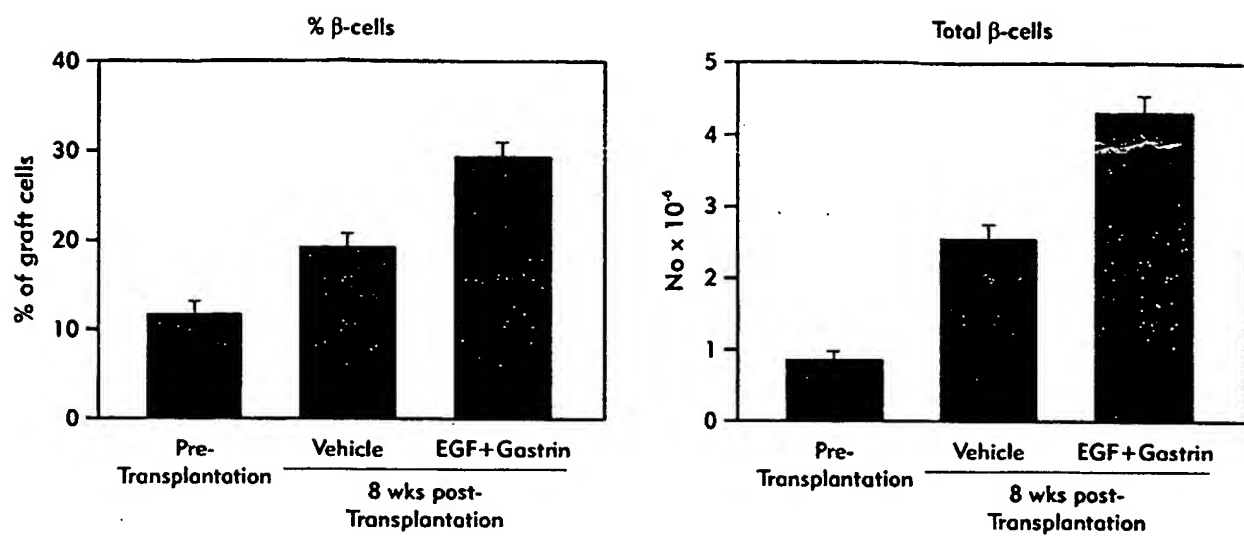 % β-cells
40
30
20
10
0
% of graft cells
Pre-
Transplantation
Vehicle
EGF+Gastrin
8 wks post-
Transplantation
Total β-cells
5
4
3
2
1
0
No x 10⁻⁶
Pre-
Transplantation
Vehicle
EGF+Gastrin
8 wks post-
Transplantation